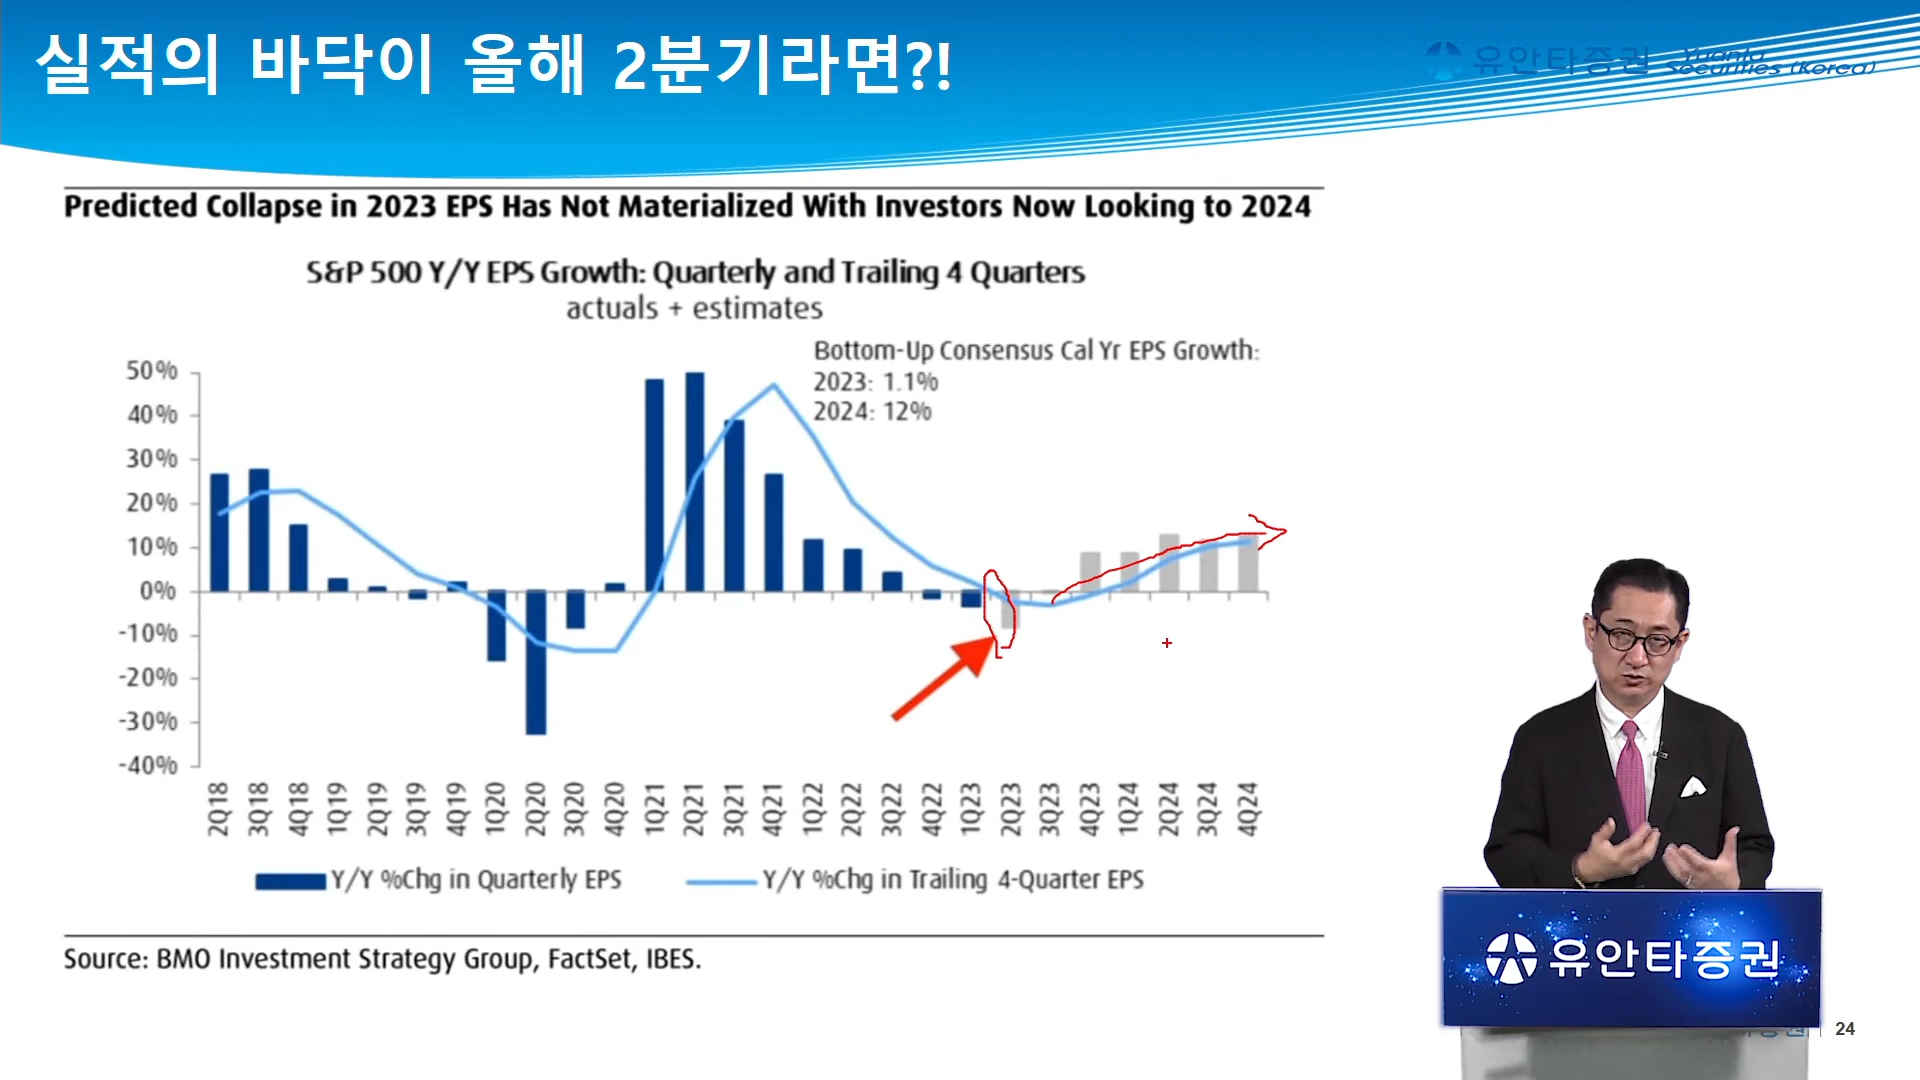 실적의 바닥이 올해 2분기라면?!
유안타증권 Yuanta Securities (Korea)
Predicted Collapse in 2023 EPS Has Not Materialized With Investors Now Looking to 2024
S&P 500 Y/Y EPS Growth: Quarterly and Trailing 4 Quarters
actuals + estimates
Bottom-Up Consensus Cal Yr EPS Growth:
2023: 1.1%
2024: 12%
50%
40%
30%
20%
10%
0%
-10%
-20%
-30%
-40%
2Q18 3Q18 4Q18 1Q19 2Q19 3Q19 4Q19 1Q20 2Q20 3Q20 4Q20 1Q21 2Q21 3Q21 4Q21 1Q22 2Q22 3Q22 4Q22 1Q23 2Q23 3Q23 4Q23 1Q24 2Q24 3Q24 4Q24
Y/Y %Chg in Quarterly EPS Y/Y %Chg in Trailing 4-Quarter EPS
Source: BMO Investment Strategy Group, FactSet, IBES.
유안타증권
24